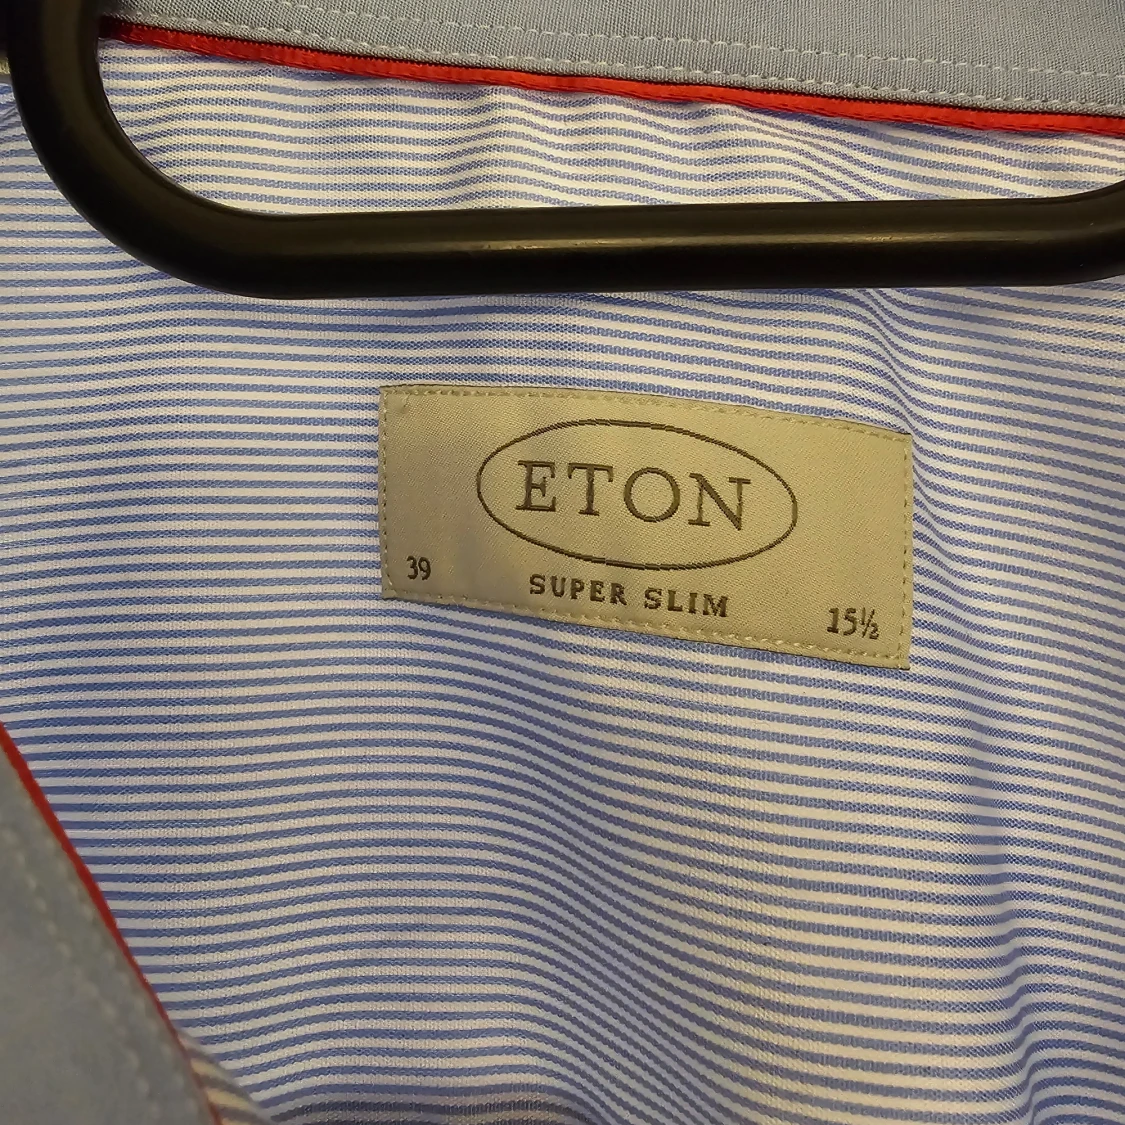 ETON
39
SUPER SLIM
15½